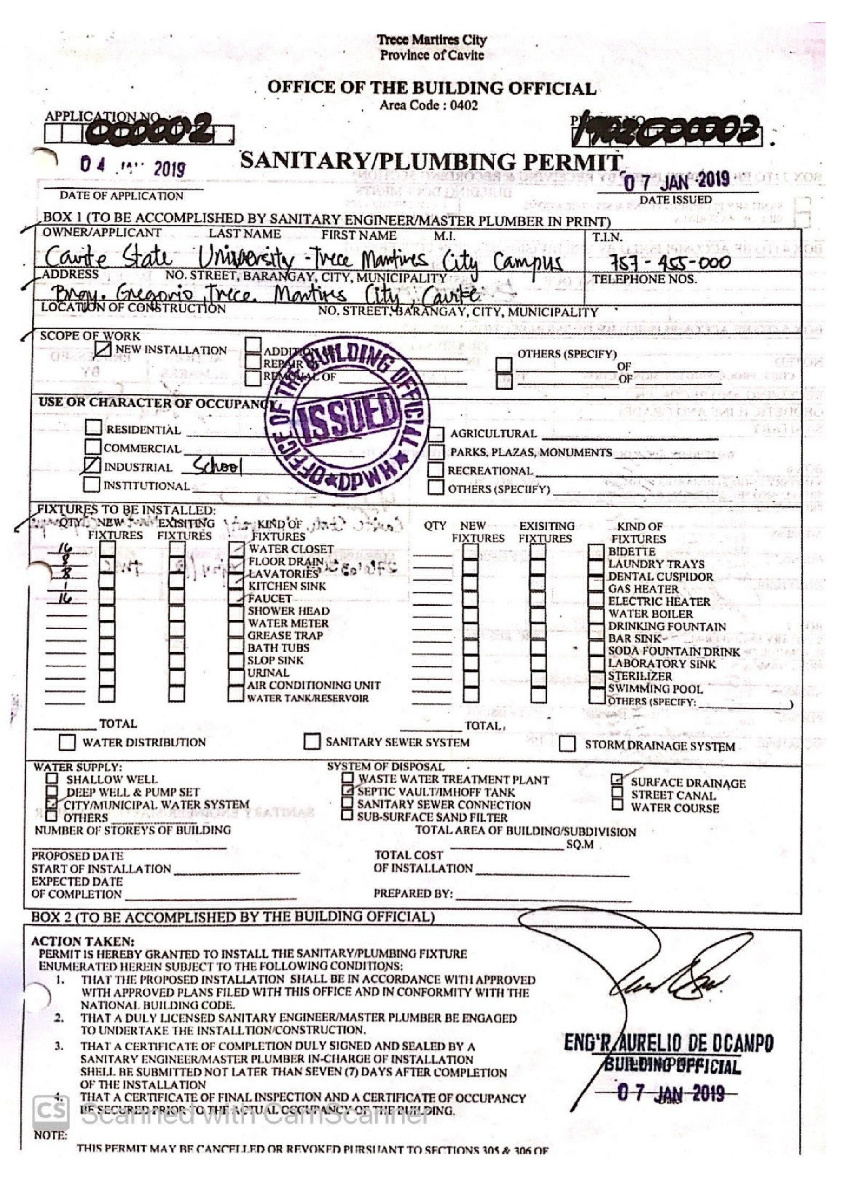 Trece Martires City
Province of Cavite
OFFICE OF THE BUILDING OFFICIAL
Area Code : 0402
APPLICATION NO.
000002
1902000002
04 2019
SANITARY/PLUMBING PERMIT
07 JAN 2019
DATE OF APPLICATION
DATE ISSUED
BOX 1 (TO BE ACCOMPLISHED BY SANITARY ENGINEER/MASTER PLUMBER IN PRINT)
OWNER/APPLICANT LAST NAME FIRST NAME M.I. T.I.N.
Cavite State University - Trece Martires City Campus 757-455-000
ADDRESS NO. STREET, BARANGAY, CITY, MUNICIPALITY TELEPHONE NOS.
Brgy. Gregorio, Trece Martires City, Cavite
LOCATION OF CONSTRUCTION NO. STREET, BARANGAY, CITY, MUNICIPALITY
SCOPE OF WORK
NEW INSTALLATION
REMOVAL OF
OTHERS (SPECIFY)
OF
OF
OFFICE OF THE BUILDING OFFICIAL
ISSUED
DPWH
USE OR CHARACTER OF OCCUPANCY
RESIDENTIAL
COMMERCIAL
INDUSTRIAL School
INSTITUTIONAL
AGRICULTURAL
PARKS, PLAZAS, MONUMENTS
RECREATIONAL
OTHERS (SPECIIFY)
FIXTURES TO BE INSTALLED:
QTY NEW FIXTURES EXISITING FIXTURES KIND OF FIXTURES
16 WATER CLOSET
8 FLOOR DRAIN
8 LAVATORIES
1 KITCHEN SINK
16 FAUCET
SHOWER HEAD
WATER METER
GREASE TRAP
BATH TUBS
SLOP SINK
URINAL
AIR CONDITIONING UNIT
WATER TANK/RESERVOIR
QTY NEW FIXTURES EXISITING FIXTURES KIND OF FIXTURES
BIDETTE
LAUNDRY TRAYS
DENTAL CUSPIDOR
GAS HEATER
ELECTRIC HEATER
WATER BOILER
DRINKING FOUNTAIN
BAR SINK
SODA FOUNTAIN DRINK
LABORATORY SINK
STERILIZER
SWIMMING POOL
OTHERS (SPECIFY: )
TOTAL TOTAL
WATER DISTRIBUTION SANITARY SEWER SYSTEM STORM DRAINAGE SYSTEM
WATER SUPPLY:
SHALLOW WELL
DEEP WELL & PUMP SET
CITY/MUNICIPAL WATER SYSTEM
OTHERS
SYSTEM OF DISPOSAL
WASTE WATER TREATMENT PLANT
SEPTIC VAULT/IMHOFF TANK
SANITARY SEWER CONNECTION
SUB-SURFACE SAND FILTER
SURFACE DRAINAGE
STREET CANAL
WATER COURSE
NUMBER OF STOREYS OF BUILDING TOTAL AREA OF BUILDING/SUBDIVISION
SQ.M
PROPOSED DATE
START OF INSTALLATION
TOTAL COST
OF INSTALLATION
EXPECTED DATE
OF COMPLETION PREPARED BY:
BOX 2 (TO BE ACCOMPLISHED BY THE BUILDING OFFICIAL)
ACTION TAKEN:
PERMIT IS HEREBY GRANTED TO INSTALL THE SANITARY/PLUMBING FIXTURE
ENUMERATED HEREIN SUBJECT TO THE FOLLOWING CONDITIONS:
1. THAT THE PROPOSED INSTALLATION SHALL BE IN ACCORDANCE WITH APPROVED
WITH APPROVED PLANS FILED WITH THIS OFFICE AND IN CONFORMITY WITH THE
NATIONAL BUILDING CODE.
2. THAT A DULY LICENSED SANITARY ENGINEER/MASTER PLUMBER BE ENGAGED
TO UNDERTAKE THE INSTALLTION/CONSTRUCTION.
3. THAT A CERTIFICATE OF COMPLETION DULY SIGNED AND SEALED BY A
SANITARY ENGINEER/MASTER PLUMBER IN-CHARGE OF INSTALLATION
SHALL BE SUBMITTED NOT LATER THAN SEVEN (7) DAYS AFTER COMPLETION
OF THE INSTALLATION
4. THAT A CERTIFICATE OF FINAL INSPECTION AND A CERTIFICATE OF OCCUPANCY
BE SECURED PRIOR TO THE ACTUAL OCCUPANCY OF THE BUILDING.
ENG'R. AURELIO DE OCAMPO
BUILDING OFFICIAL
07 JAN 2019
CS Scanned with CamScanner
NOTE:
THIS PERMIT MAY BE CANCELLED OR REVOKED PURSUANT TO SECTIONS 305 & 306 OF